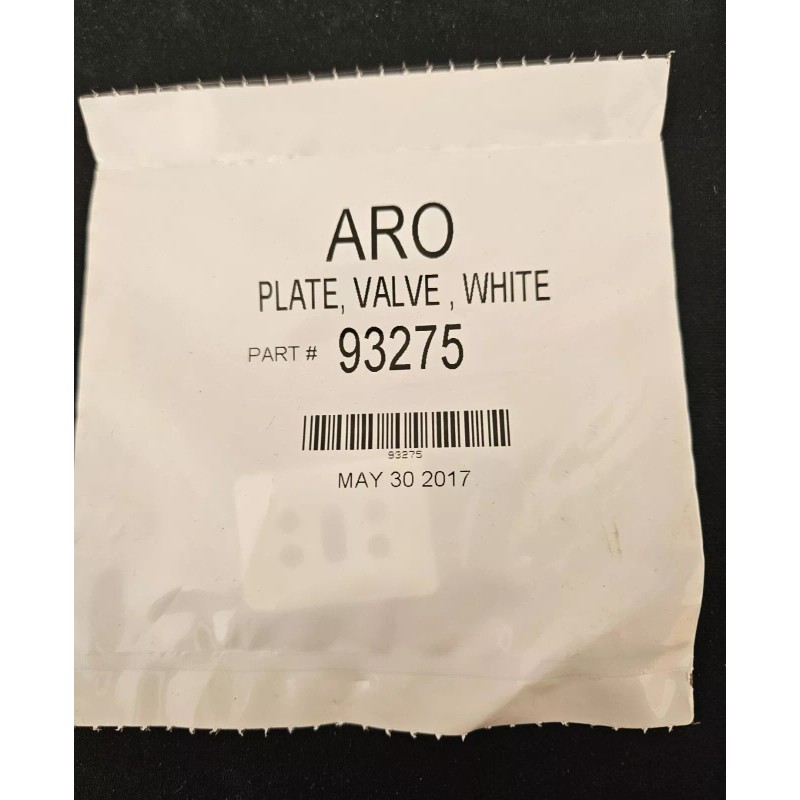 ARO
PLATE, VALVE , WHITE
PART # 93275
93275
MAY 30 2017